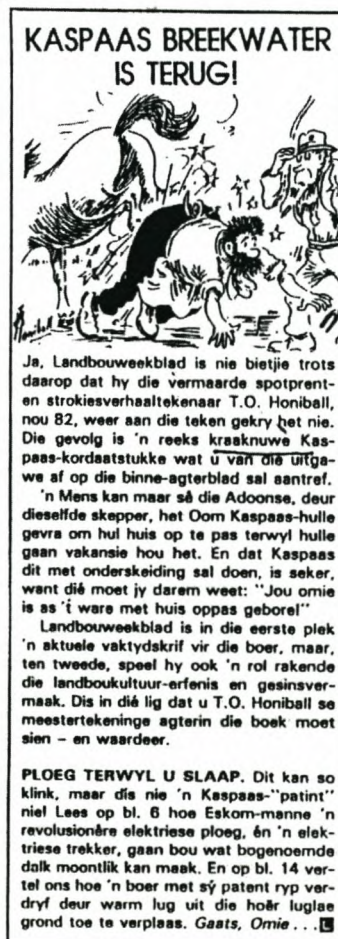 KASPAAS BREEKWATER
IS TERUG!
Honiball
Ja, Landbouweekblad is nie bietjie trots
daarop dat hy die vermaarde spotprent-
en strokiesverhaaltekenaar T.O. Honiball,
nou 82, weer aan die teken gekry het nie.
Die gevolg is 'n reeks kraaknuwe Kas-
paas-kordaatstukke wat u van dié uitga-
we af op die binne-agterblad sal aantref.
'n Mens kan maar sê die Adoonse, deur
dieselfde skepper, het Oom Kaspaas-hulle
gevra om hul huis op te pas terwyl hulle
gaan vakansie hou het. En dat Kaspaas
dit met onderskeiding sal doen, is seker,
want dié moet jy darem weet: "Jou omie
is as 't ware met huis oppas gebore!"
Landbouweekblad is in die eerste plek
'n aktuele vaktydskrif vir die boer, maar,
ten tweede, speel hy ook 'n rol rakende
die landboukultuur-erfenis en gesinsver-
maak. Dis in dié lig dat u T.O. Honiball se
meestertekeninge agterin die boek moet
sien – en waardeer.
PLOEG TERWYL U SLAAP. Dit kan so
klink, maar dís nie 'n Kaspaas-"patint"
nie! Lees op bl. 6 hoe Eskom-manne 'n
revolusionêre elektriese ploeg, én 'n elek-
triese trekker, gaan bou wat bogenoemde
dalk moontlik kan maak. En op bl. 14 ver-
tel ons hoe 'n boer met sý patent ryp ver-
dryf deur warm lug uit die hoër luglae
grond toe te verplaas. Gaats, Omie . . . L